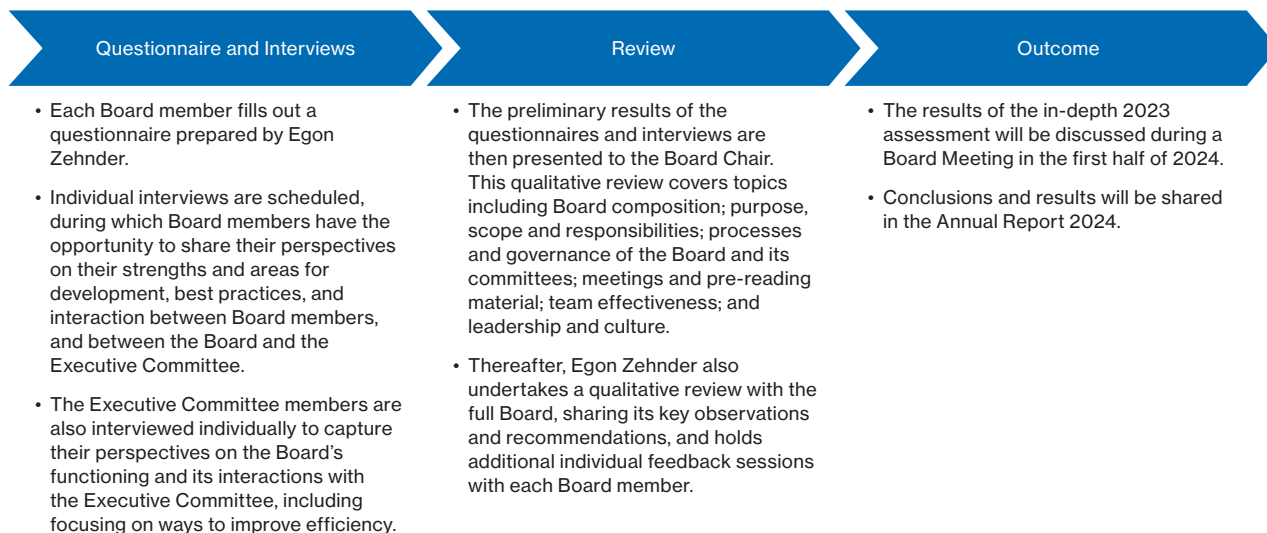 Questionnaire and Interviews
• Each Board member fills out a
questionnaire prepared by Egon
Zehnder.
• Individual interviews are scheduled,
during which Board members have the
opportunity to share their perspectives
on their strengths and areas for
development, best practices, and
interaction between Board members,
and between the Board and the
Executive Committee.
• The Executive Committee members are
also interviewed individually to capture
their perspectives on the Board’s
functioning and its interactions with
the Executive Committee, including
focusing on ways to improve efficiency.
Review
• The preliminary results of the
questionnaires and interviews are
then presented to the Board Chair.
This qualitative review covers topics
including Board composition; purpose,
scope and responsibilities; processes
and governance of the Board and its
committees; meetings and pre-reading
material; team effectiveness; and
leadership and culture.
• Thereafter, Egon Zehnder also
undertakes a qualitative review with the
full Board, sharing its key observations
and recommendations, and holds
additional individual feedback sessions
with each Board member.
Outcome
• The results of the in-depth 2023
assessment will be discussed during a
Board Meeting in the first half of 2024.
• Conclusions and results will be shared
in the Annual Report 2024.